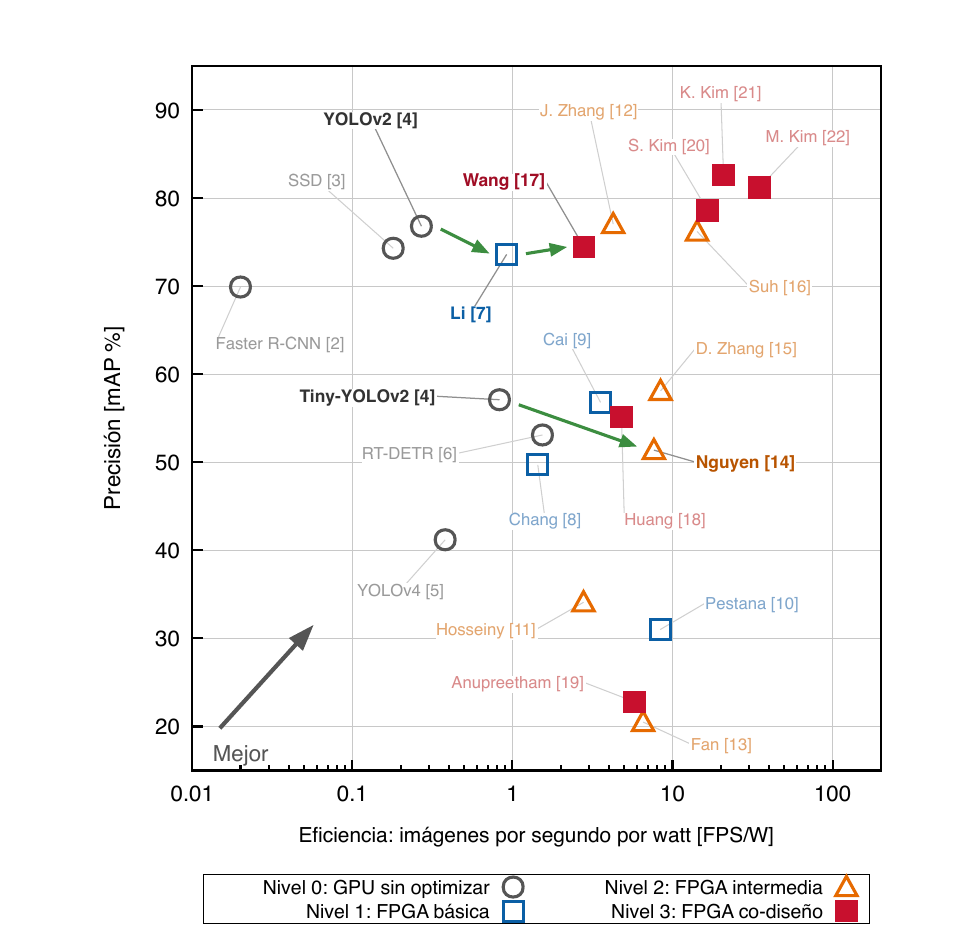 90
K. Kim [21]
J. Zhang [12]
YOLOv2 [4]
M. Kim [22]
S. Kim [20]
SSD [3]
Wang [17]
80
70
Suh [16]
Li [7]
Faster R-CNN [2]
Cai [9]
D. Zhang [15]
60
Tiny-YOLOv2 [4]
RT-DETR [6]
50
Nguyen [14]
Chang [8]
Huang [18]
40
YOLOv4 [5]
Pestana [10]
Hosseiny [11]
30
Anupreetham [19]
20
Fan [13]
Mejor
Precisión [mAP %]
0.01 0.1 1 10 100
Eficiencia: imágenes por segundo por watt [FPS/W]
Nivel 0: GPU sin optimizar
Nivel 2: FPGA intermedia
Nivel 1: FPGA básica
Nivel 3: FPGA co-diseño